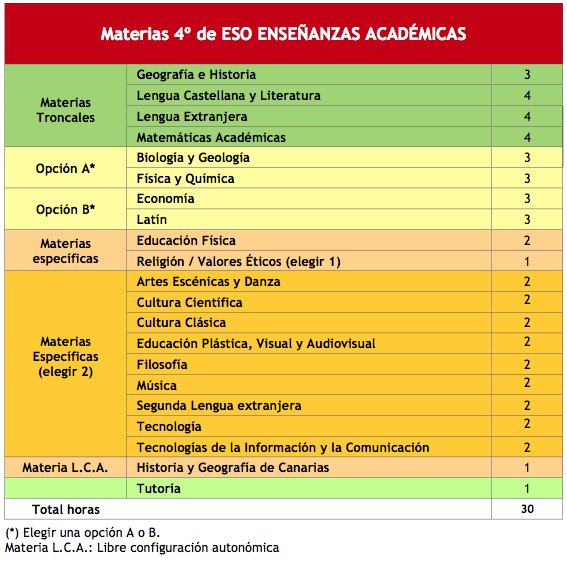 Materias 4º de ESO ENSEÑANZAS ACADÉMICAS
Materias Troncales
Geografía e Historia 3
Lengua Castellana y Literatura 4
Lengua Extranjera 4
Matemáticas Académicas 4
Opción A*
Biología y Geología 3
Física y Química 3
Opción B*
Economía 3
Latín 3
Materias específicas
Educación Física 2
Religión / Valores Éticos (elegir 1) 1
Materias Específicas (elegir 2)
Artes Escénicas y Danza 2
Cultura Científica 2
Cultura Clásica 2
Educación Plástica, Visual y Audiovisual 2
Filosofía 2
Música 2
Segunda Lengua extranjera 2
Tecnología 2
Tecnologías de la Información y la Comunicación 2
Materia L.C.A. Historia y Geografía de Canarias 1
Tutoría 1
Total horas 30
(*) Elegir una opción A o B.
Materia L.C.A.: Libre configuración autonómica